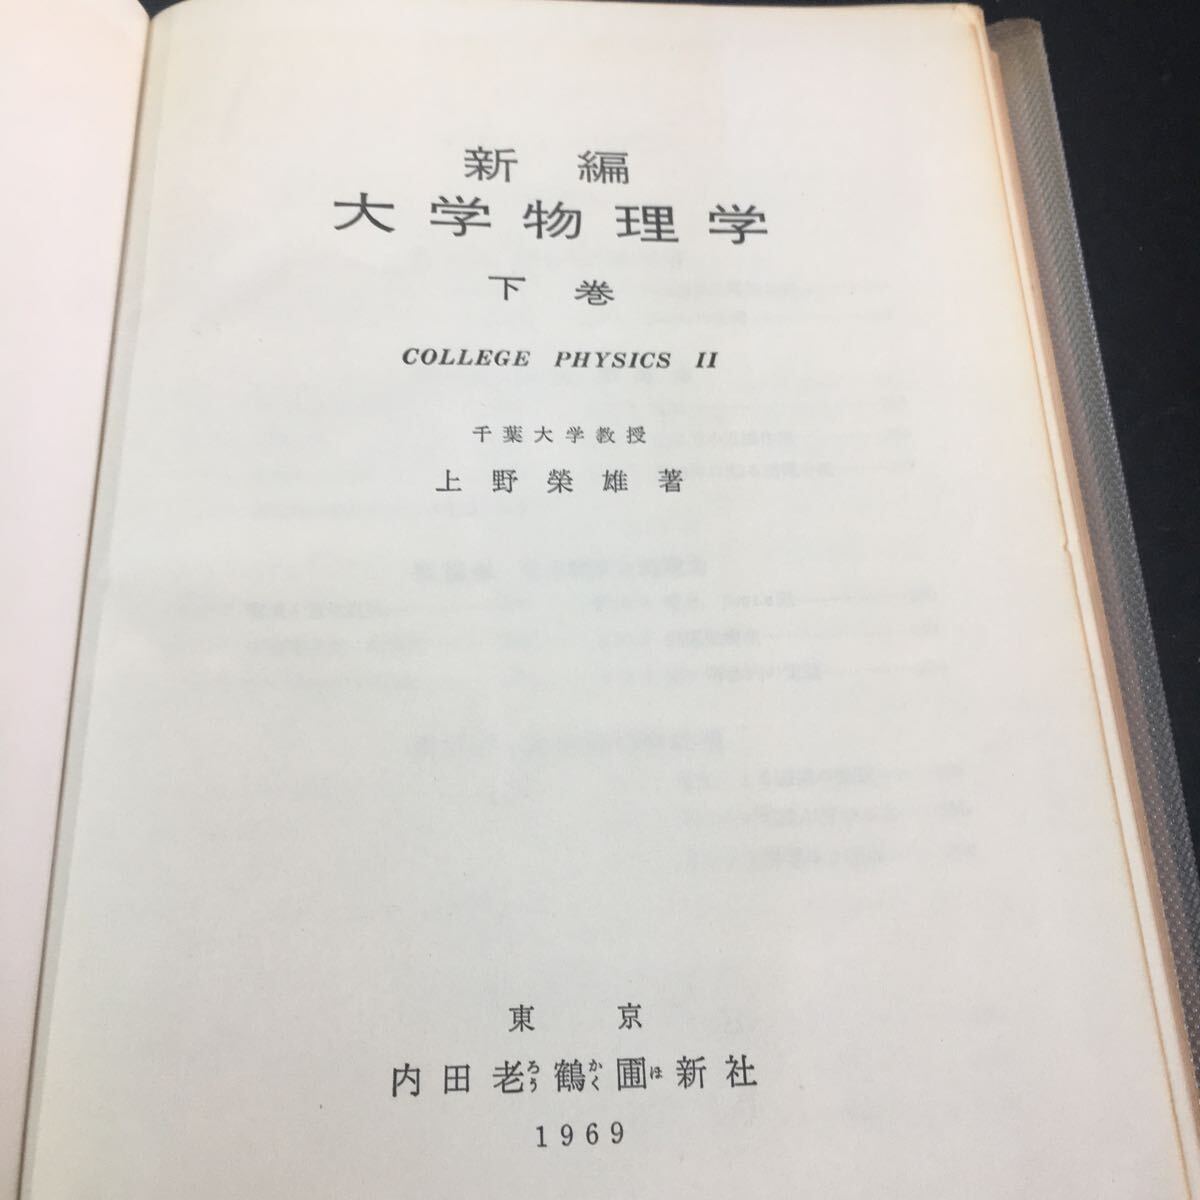 新編
大学物理学
下巻
COLLEGE PHYSICS II
千葉大学教授
上野榮雄著
東京
内田老ろう鶴かく圃ほ新社
1969